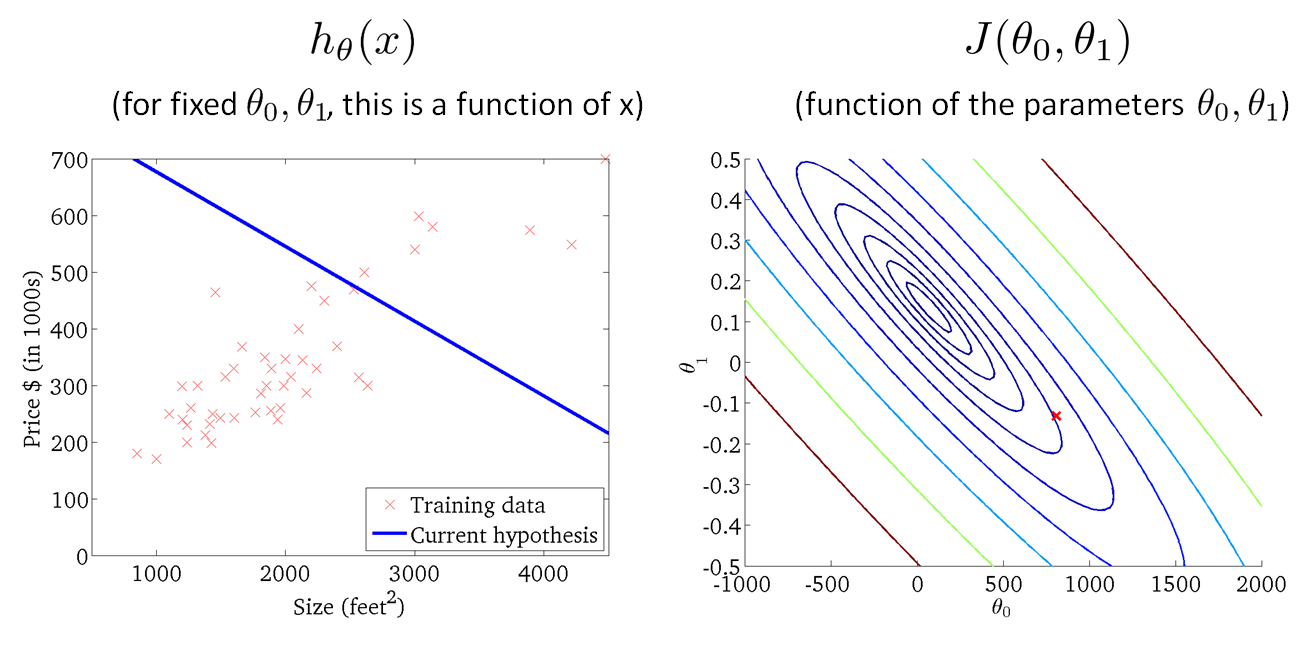 hθ(x)
(for fixed θ0, θ1, this is a function of x)
700
600
500
400
300
200
100
0
Price $ (in 1000s)
1000 2000 3000 4000
Size (feet²)
Training data
Current hypothesis
J(θ0, θ1)
(function of the parameters θ0, θ1)
0.5
0.4
0.3
0.2
0.1
0
-0.1
-0.2
-0.3
-0.4
-0.5
θ1
-1000 -500 0 500 1000 1500 2000
θ0